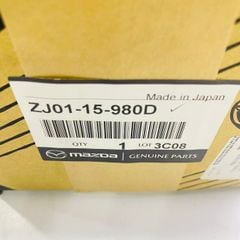 Made in Japan
ZJ01-15-980D
QTY 1 LOT 3C08
mazda GENUINE PARTS